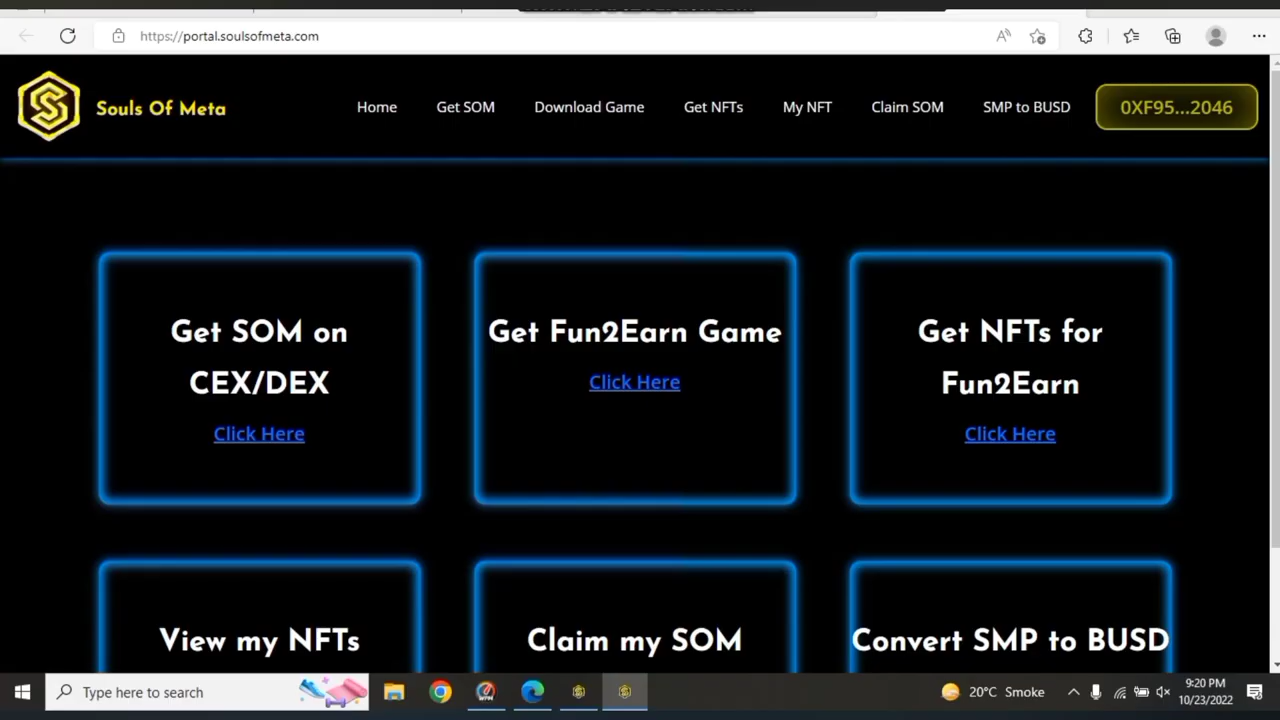 https://portal.soulsofmeta.com
Souls Of Meta
Home
Get SOM
Download Game
Get NFTs
My NFT
Claim SOM
SMP to BUSD
0XF95...2046
Get SOM on
CEX/DEX
Click Here
Get Fun2Earn Game
Click Here
Get NFTs for
Fun2Earn
Click Here
View my NFTs
Claim my SOM
Convert SMP to BUSD
Type here to search
20°C Smoke
9:20 PM
10/23/2022